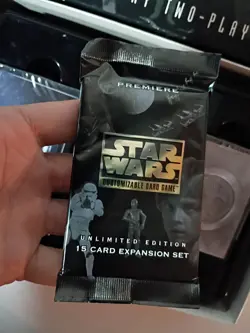 TWO-PLAY
PREMIERE
STAR
WARS
CUSTOMIZABLE CARD GAME
UNLIMITED EDITION
15 CARD EXPANSION SET